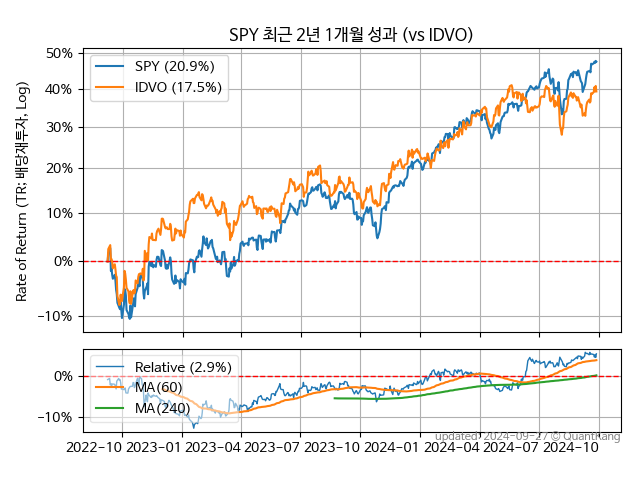 SPY 최근 2년 1개월 성과 (vs IDVO)
Rate of Return (TR; 배당재투자, Log)
50%
40%
30%
20%
10%
0%
−10%
SPY (20.9%)
IDVO (17.5%)
0%
−10%
Relative (2.9%)
MA(60)
MA(240)
updated: 2024-09-27 © QuantKang
2022-10 2023-01 2023-04 2023-07 2023-10 2024-01 2024-04 2024-07 2024-10